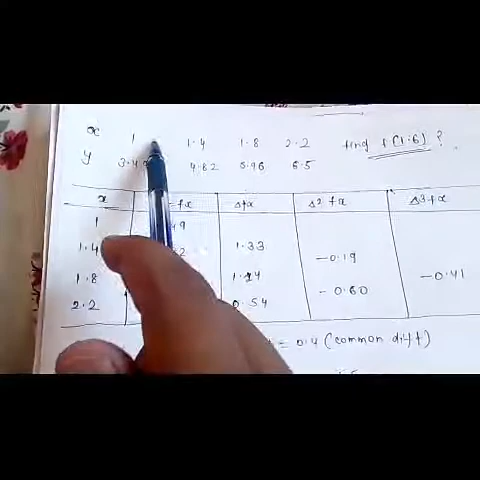 x 1 1.4 1.8 2.2 find f(1.6) ?
y 4.82 5.96 6.5
x fx Δfx Δ2fx Δ3fx
1 49
1.4 2 1.33 -0.19
1.8 1.14 -0.60 -0.41
2.2 0.54
= 0.4 (common diff)